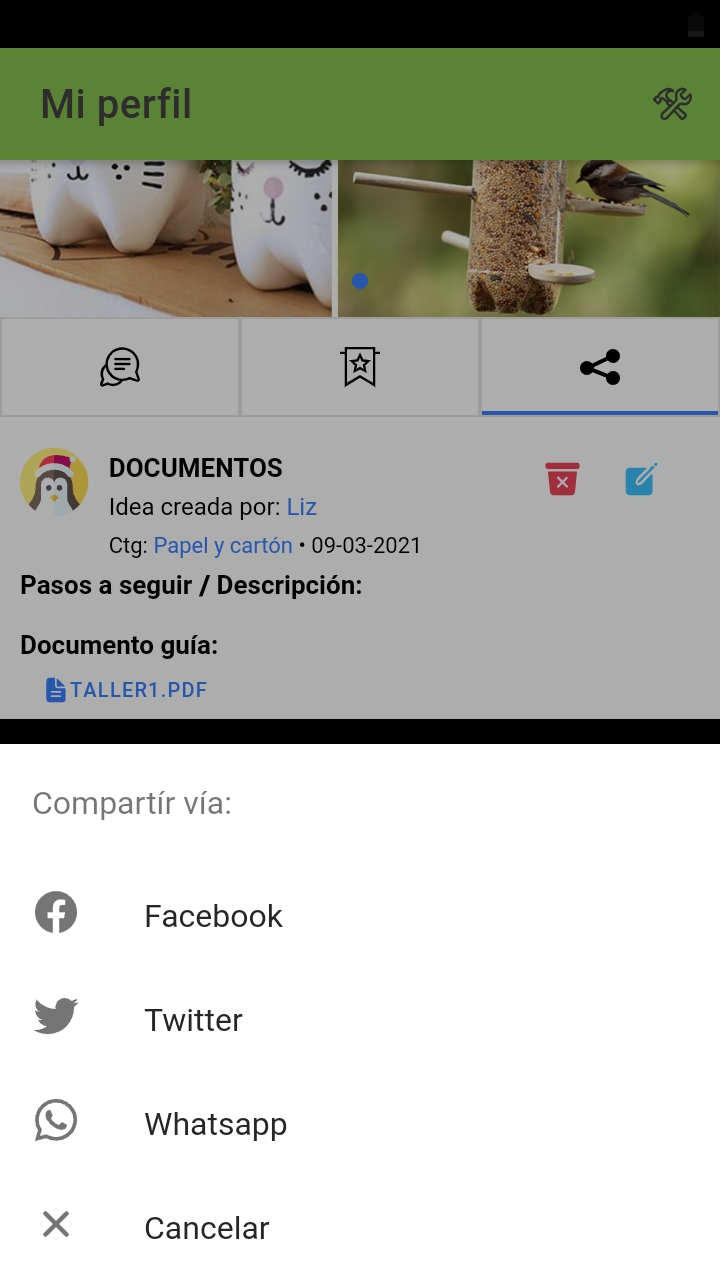 Mi perfil
DOCUMENTOS
Idea creada por: Liz
Ctg: Papel y cartón • 09-03-2021
Pasos a seguir / Descripción:
Documento guía:
TALLER1.PDF
Compartír vía:
Facebook
Twitter
Whatsapp
Cancelar